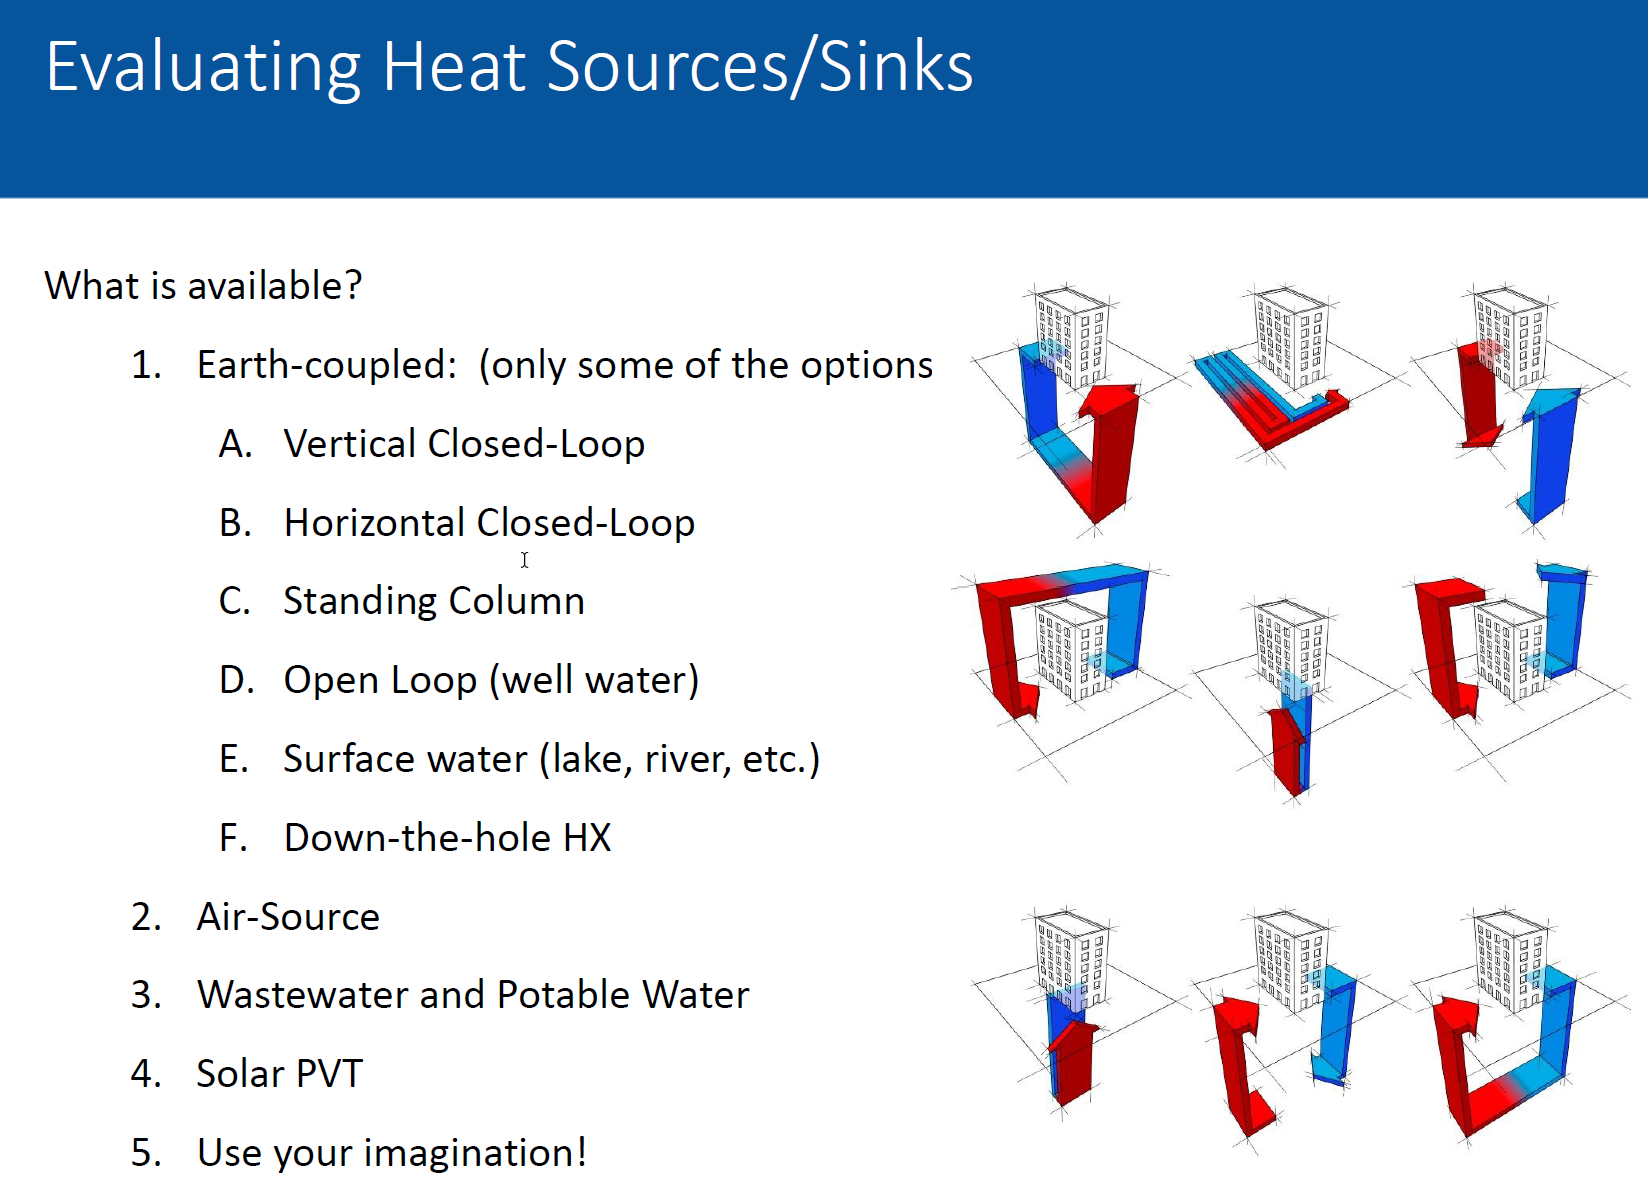 Evaluating Heat Sources/Sinks
What is available?
1. Earth-coupled: (only some of the options
A. Vertical Closed-Loop
B. Horizontal Closed-Loop
C. Standing Column
D. Open Loop (well water)
E. Surface water (lake, river, etc.)
F. Down-the-hole HX
2. Air-Source
3. Wastewater and Potable Water
4. Solar PVT
5. Use your imagination!